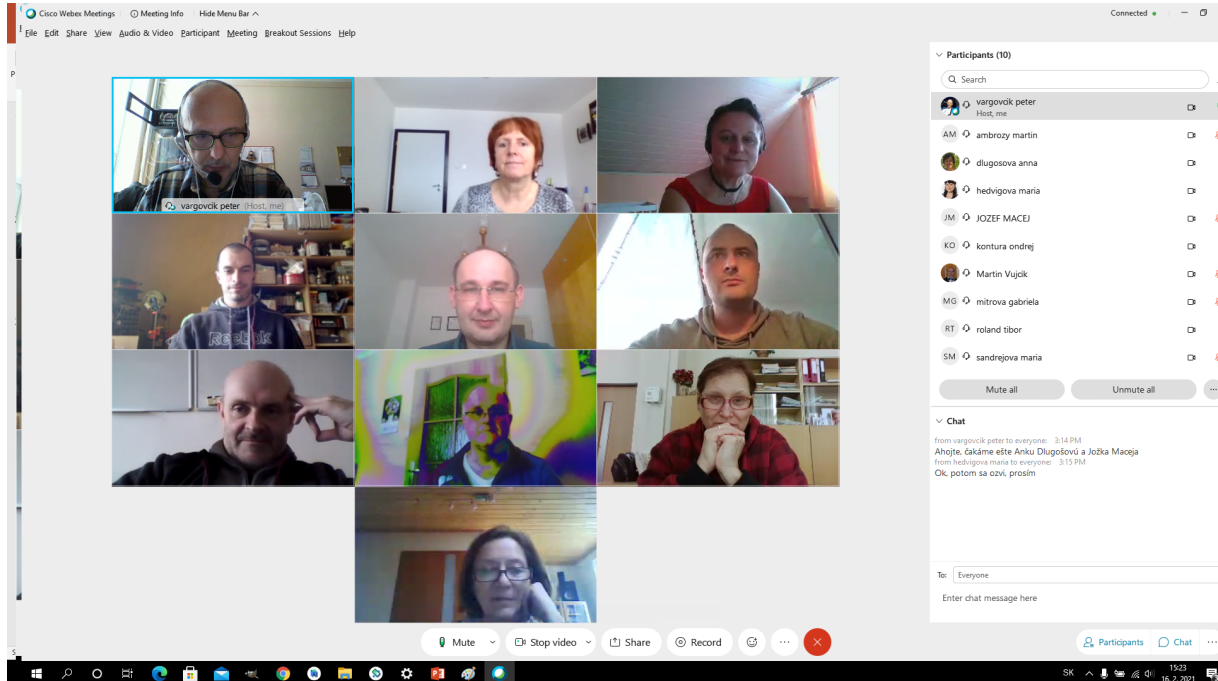 Cisco Webex Meetings
Meeting Info
Hide Menu Bar
Connected
File Edit Share View Audio & Video Participant Meeting Breakout Sessions Help
P
vargovcik peter (Host, me)
Reebok
Participants (10)
Search
vargovcik peter
Host, me
AM ambrozy martin
dlugosova anna
hedvigova maria
JM JOZEF MACEJ
KO kontura ondrej
Martin Vujcik
MG mitrova gabriela
RT roland tibor
SM sandrejova maria
Mute all
Unmute all
Chat
from vargovcik peter to everyone: 3:14 PM
Ahojte, čakáme ešte Anku Dlugošovú a Jožka Maceja
from hedvigova maria to everyone: 3:15 PM
Ok, potom sa ozvi, prosím
To: Everyone
Enter chat message here
Mute
Stop video
Share
Record
Participants
Chat
S
SK
15:23
16. 2. 2021